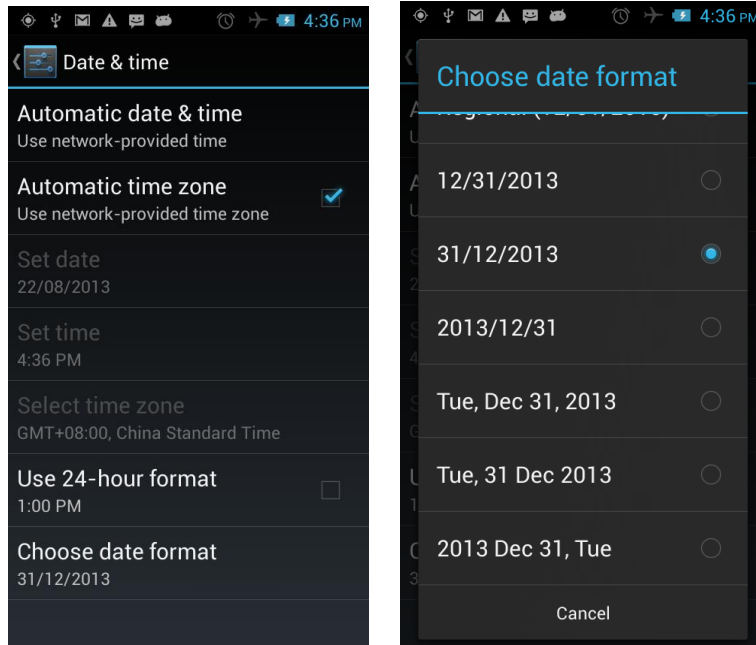 4:36 PM
Date & time
Automatic date & time
Use network-provided time
Automatic time zone
Use network-provided time zone
Set date
22/08/2013
Set time
4:36 PM
Select time zone
GMT+08:00, China Standard Time
Use 24-hour format
1:00 PM
Choose date format
31/12/2013
4:36 PM
Choose date format
12/31/2013
31/12/2013
2013/12/31
Tue, Dec 31, 2013
Tue, 31 Dec 2013
2013 Dec 31, Tue
Cancel